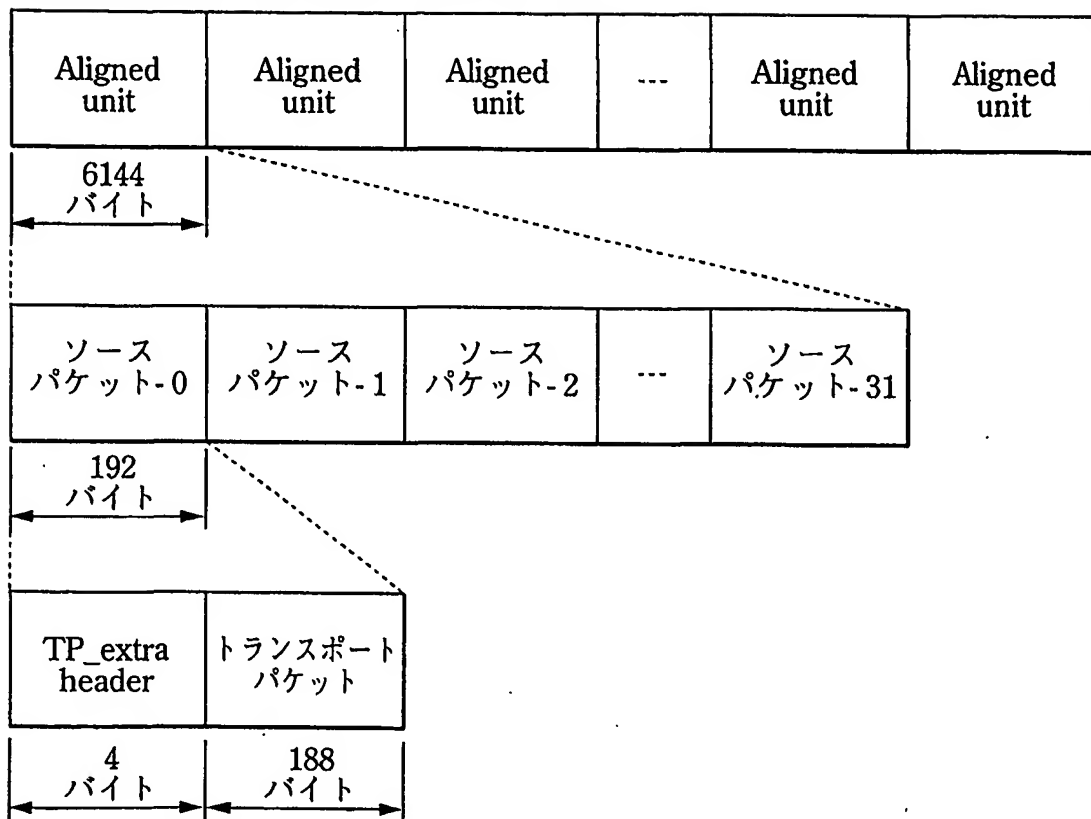 Aligned
unit
Aligned
unit
Aligned
unit
---
Aligned
unit
Aligned
unit
6144
バイト
ソース
パケット-0
ソース
パケット-1
ソース
パケット-2
---
ソース
パケット-31
192
バイト
TP_extra
header
トランスポート
パケット
4
バイト
188
バイト